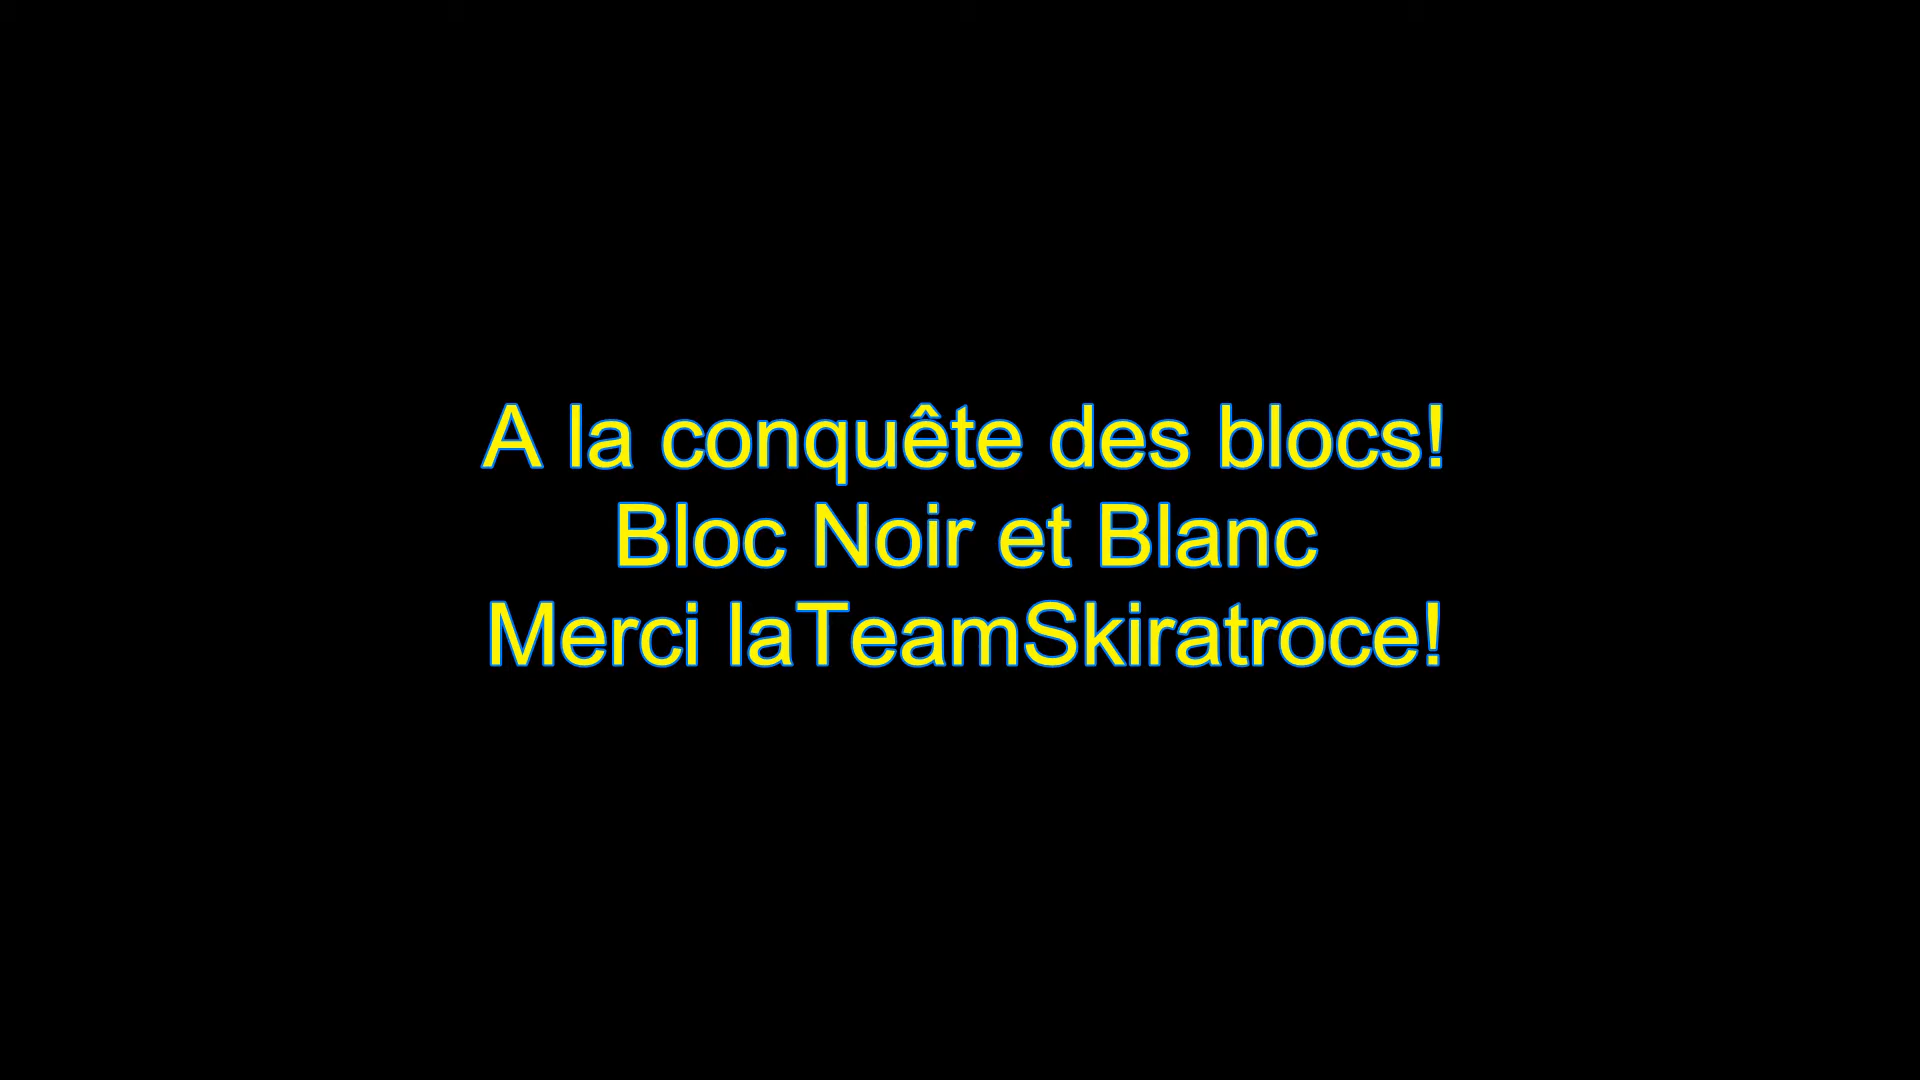 A la conquête des blocs!
Bloc Noir et Blanc
Merci laTeamSkiratroce!